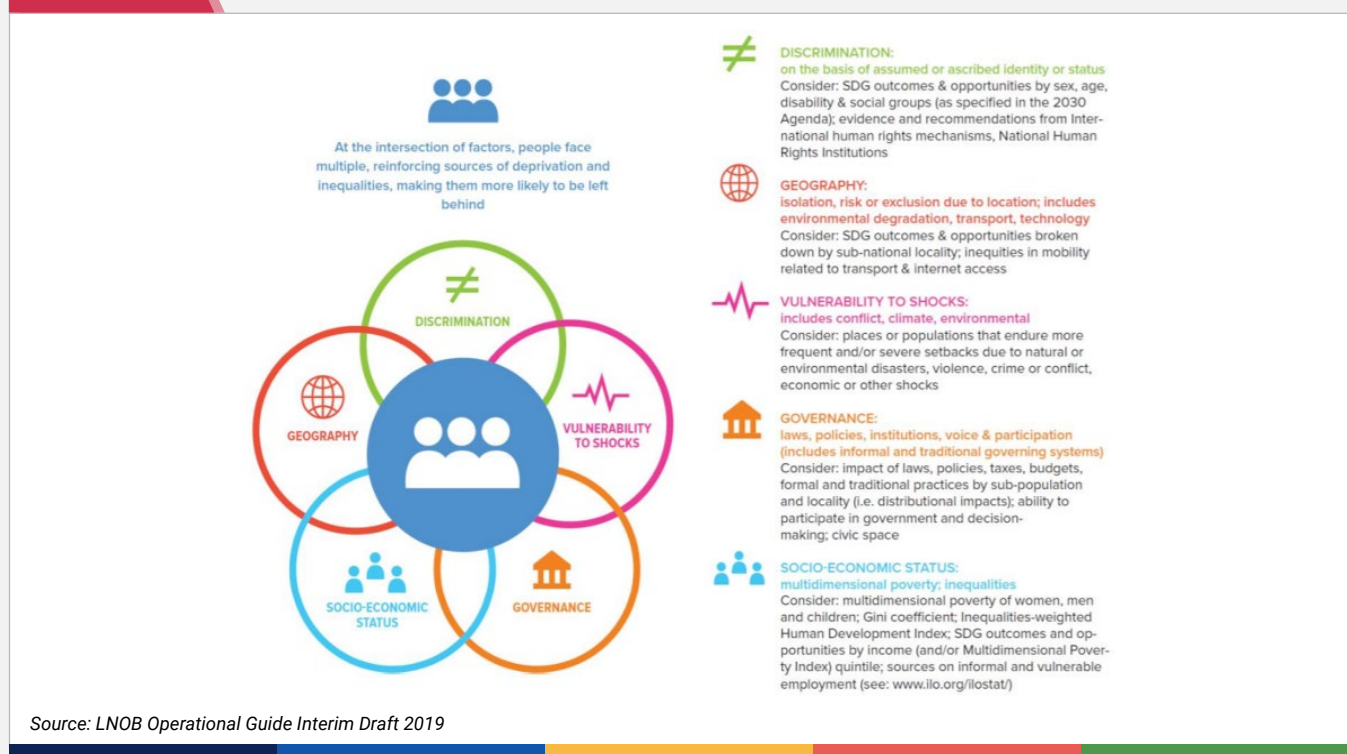 At the intersection of factors, people face
multiple, reinforcing sources of deprivation and
inequalities, making them more likely to be left
behind
DISCRIMINATION
GEOGRAPHY
VULNERABILITY
TO SHOCKS
SOCIO-ECONOMIC
STATUS
GOVERNANCE
DISCRIMINATION:
on the basis of assumed or ascribed identity or status
Consider: SDG outcomes & opportunities by sex, age,
disability & social groups (as specified in the 2030
Agenda); evidence and recommendations from Inter-
national human rights mechanisms, National Human
Rights Institutions
GEOGRAPHY:
isolation, risk or exclusion due to location; includes
environmental degradation, transport, technology
Consider: SDG outcomes & opportunities broken
down by sub-national locality; inequities in mobility
related to transport & internet access
VULNERABILITY TO SHOCKS:
includes conflict, climate, environmental
Consider: places or populations that endure more
frequent and/or severe setbacks due to natural or
environmental disasters, violence, crime or conflict,
economic or other shocks
GOVERNANCE:
laws, policies, institutions, voice & participation
(includes informal and traditional governing systems)
Consider: impact of laws, policies, taxes, budgets,
formal and traditional practices by sub-population
and locality (i.e. distributional impacts); ability to
participate in government and decision-
making; civic space
SOCIO-ECONOMIC STATUS:
multidimensional poverty; inequalities
Consider: multidimensional poverty of women, men
and children; Gini coefficient; Inequalities-weighted
Human Development Index; SDG outcomes and op-
portunities by income (and/or Multidimensional Pover-
ty Index) quintile; sources on informal and vulnerable
employment (see: www.ilo.org/ilostat/)
Source: LNOB Operational Guide Interim Draft 2019